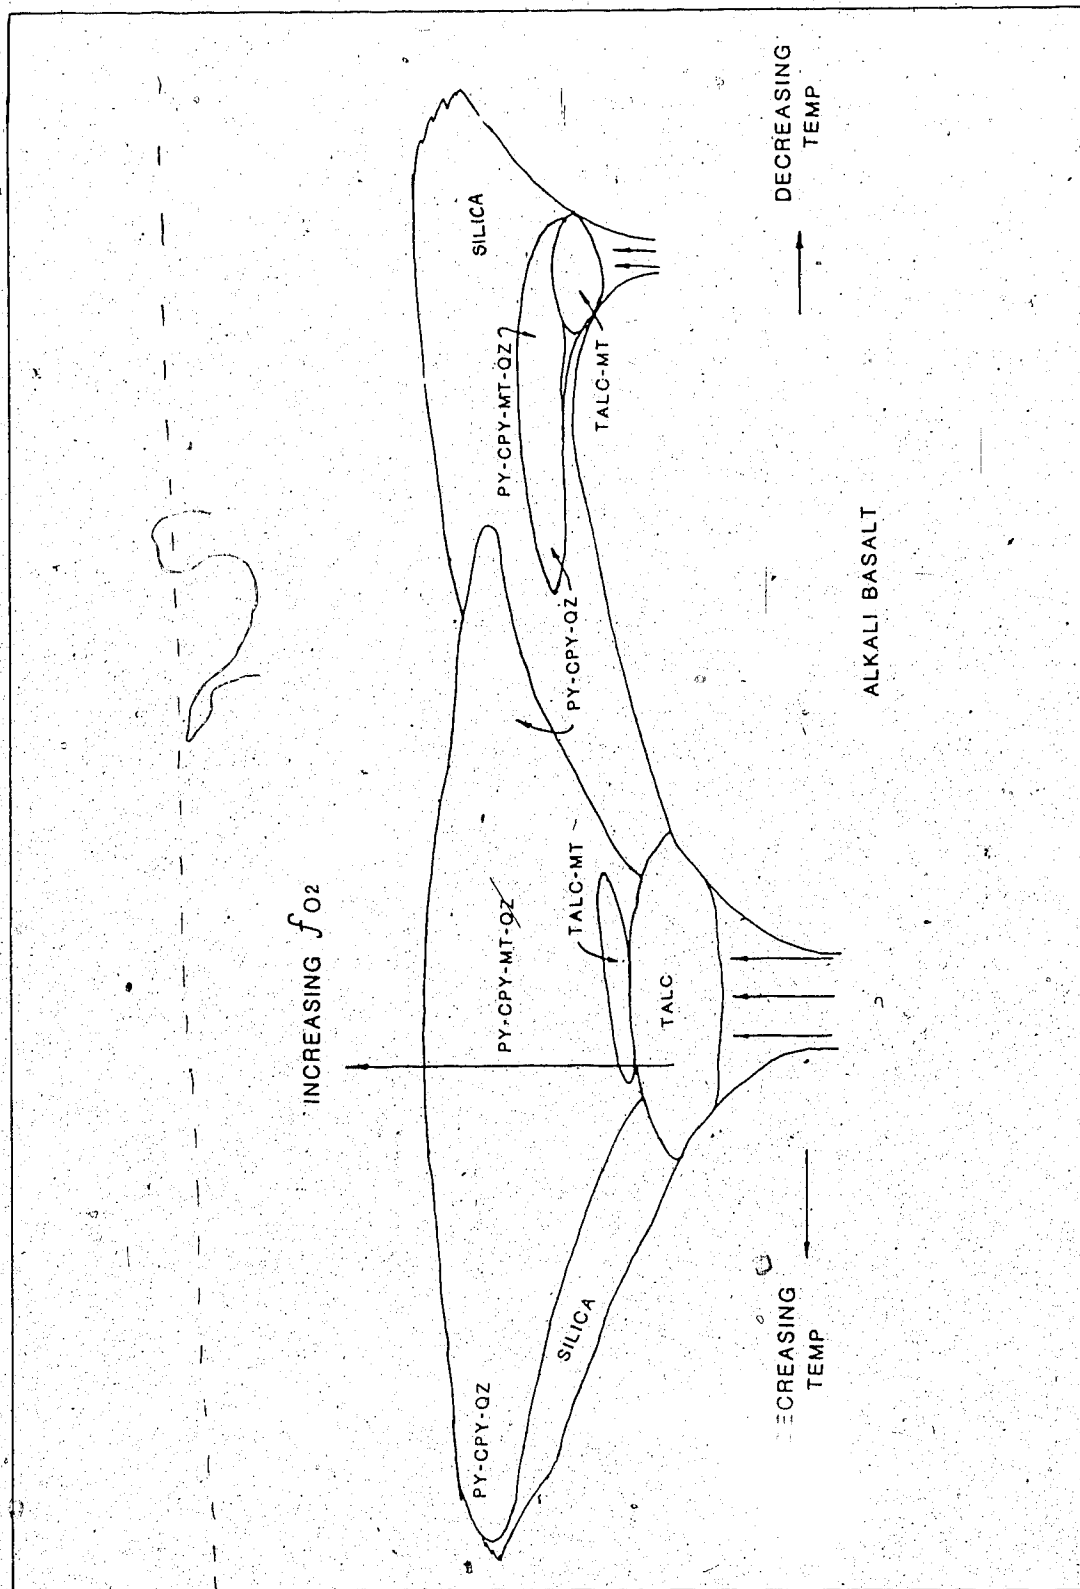 INCREASING fO2
SILICA
PY-CPY-MT-QZ
PY-CPY-QZ
PY-CPY-MT-QZ
PY-CPY-QZ
TALC-MT
TALC-MT
SILICA
TALC
DECREASING
TEMP
ECREASING
TEMP
ALKALI BASALT